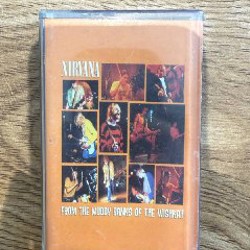 NIRVANA
FROM THE MUDDY BANKS OF THE WISHKAH